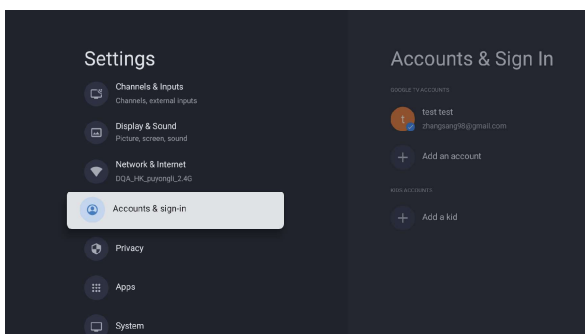 Settings
Channels & Inputs
Channels, external inputs
Display & Sound
Picture, screen, sound
Network & Internet
DQA_HK_puyongli_2.4G
Accounts & sign-in
Privacy
Apps
System
Accounts & Sign In
GOOGLE TV ACCOUNTS
t
test test
zhangsang98@gmail.com
Add an account
KIDS ACCOUNTS
Add a kid